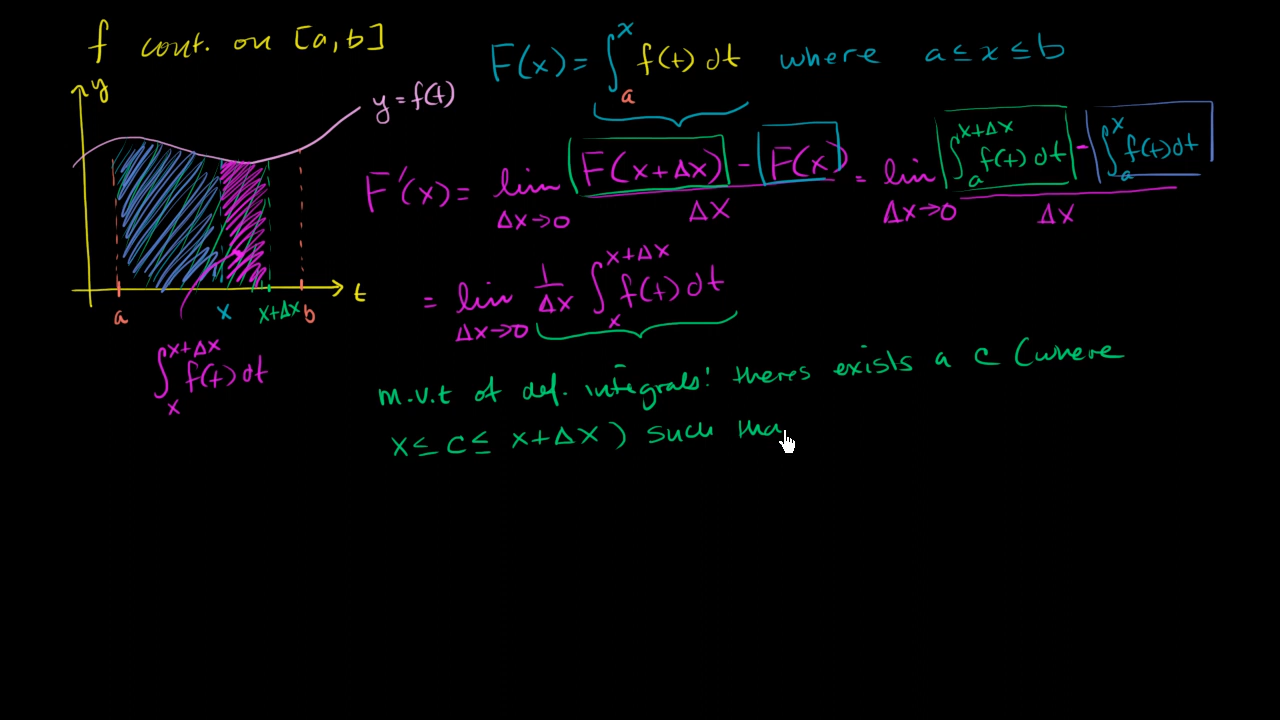 f cont. on [a,b]
F(x) = ∫_a^x f(t) dt where a ≤ x ≤ b
y
y = f(t)
F'(x) = lim_{Δx→0} (F(x+Δx) - F(x)) / Δx = lim_{Δx→0} (∫_a^{x+Δx} f(t) dt - ∫_a^x f(t) dt) / Δx
= lim_{Δx→0} 1/Δx ∫_x^{x+Δx} f(t) dt
t
a x x+Δx b
∫_x^{x+Δx} f(t) dt
m.v.t of def. integrals: theres exists a c (where
x ≤ c ≤ x+Δx) such tha